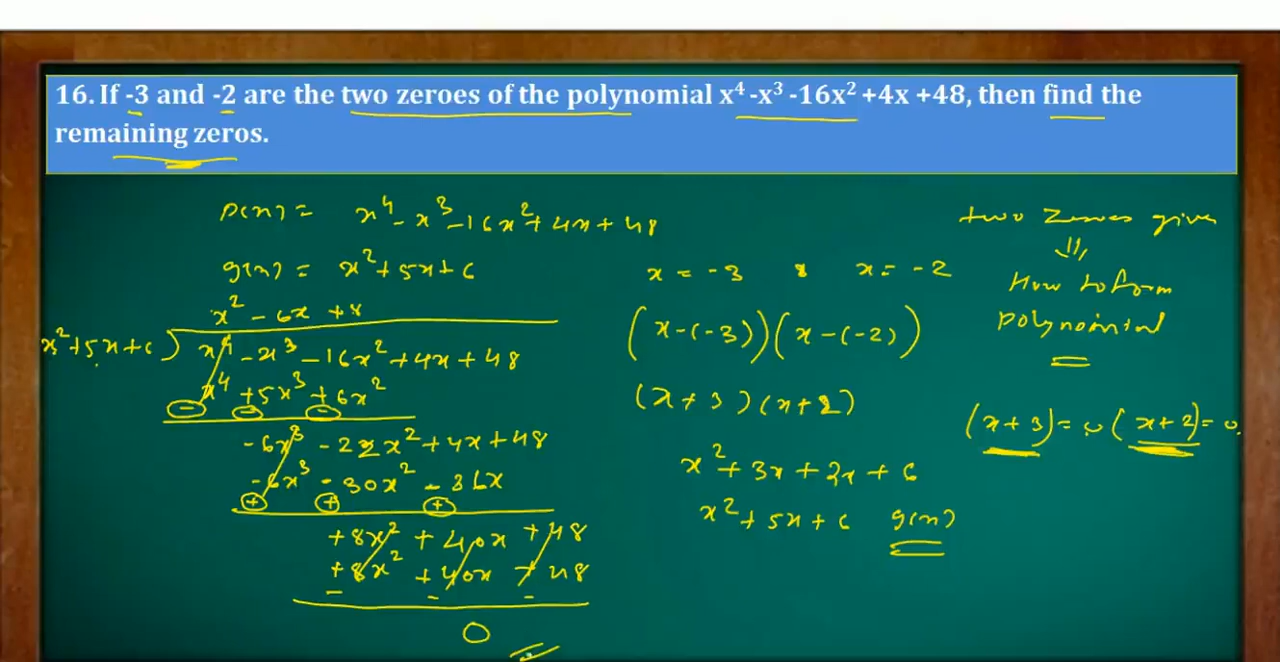 16. If -3 and -2 are the two zeroes of the polynomial x⁴ -x³ -16x² +4x +48, then find the
remaining zeros.
p(x) = x⁴ - x³ - 16x² + 4x + 48
g(x) = x² + 5x + 6
x² - 6x + 8
x² + 5x + 6 ) x⁴ - x³ - 16x² + 4x + 48
x⁴ + 5x³ + 6x²
- - -
-6x³ - 22x² + 4x + 48
-6x³ - 30x² - 36x
+ + +
+8x² + 40x + 48
+8x² + 40x + 48
- - -
0
x = -3 & x = -2
(x-(-3))(x-(-2))
(x+3)(x+2)
x² + 3x + 2x + 6
x² + 5x + 6 g(x)
two zeroes given
⇓
How to form
polynomial
(x+3)=0 (x+2)=0.